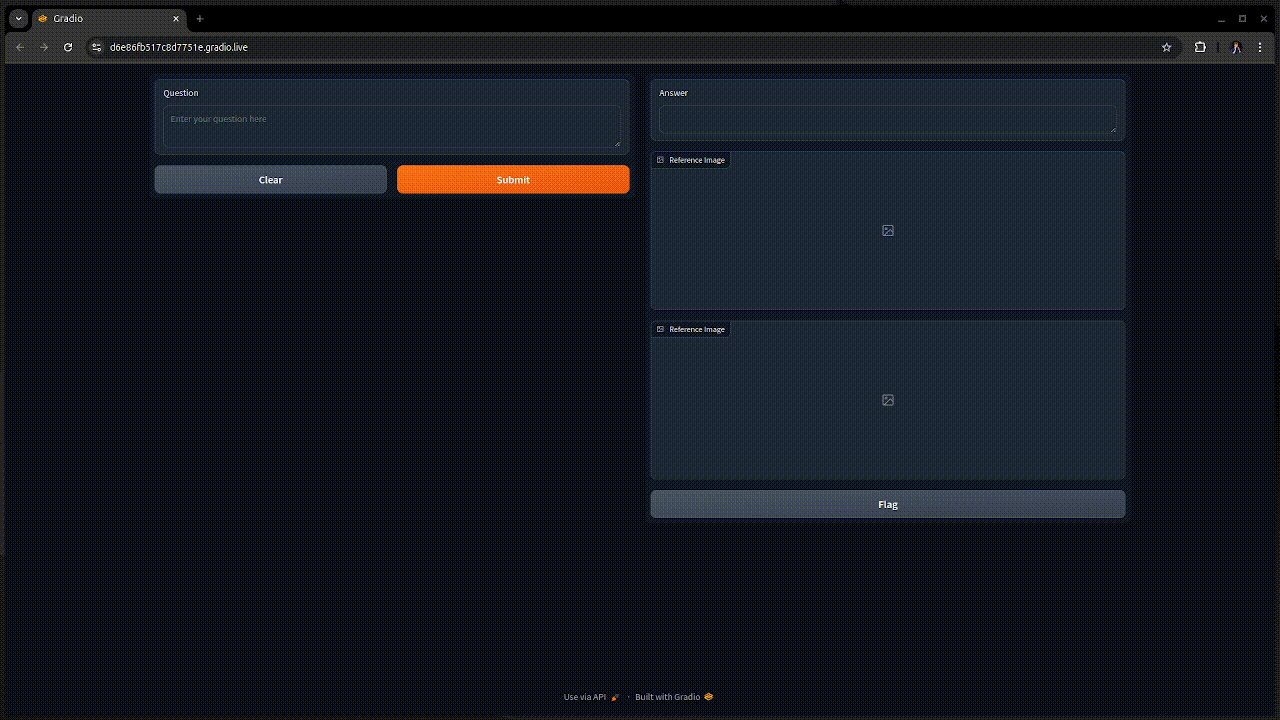 Gradio
d6e86fb517c8d7751e.gradio.live
Question
Enter your question here
Clear
Submit
Answer
Reference Image
Reference Image
Flag
Use via API
·
Built with Gradio